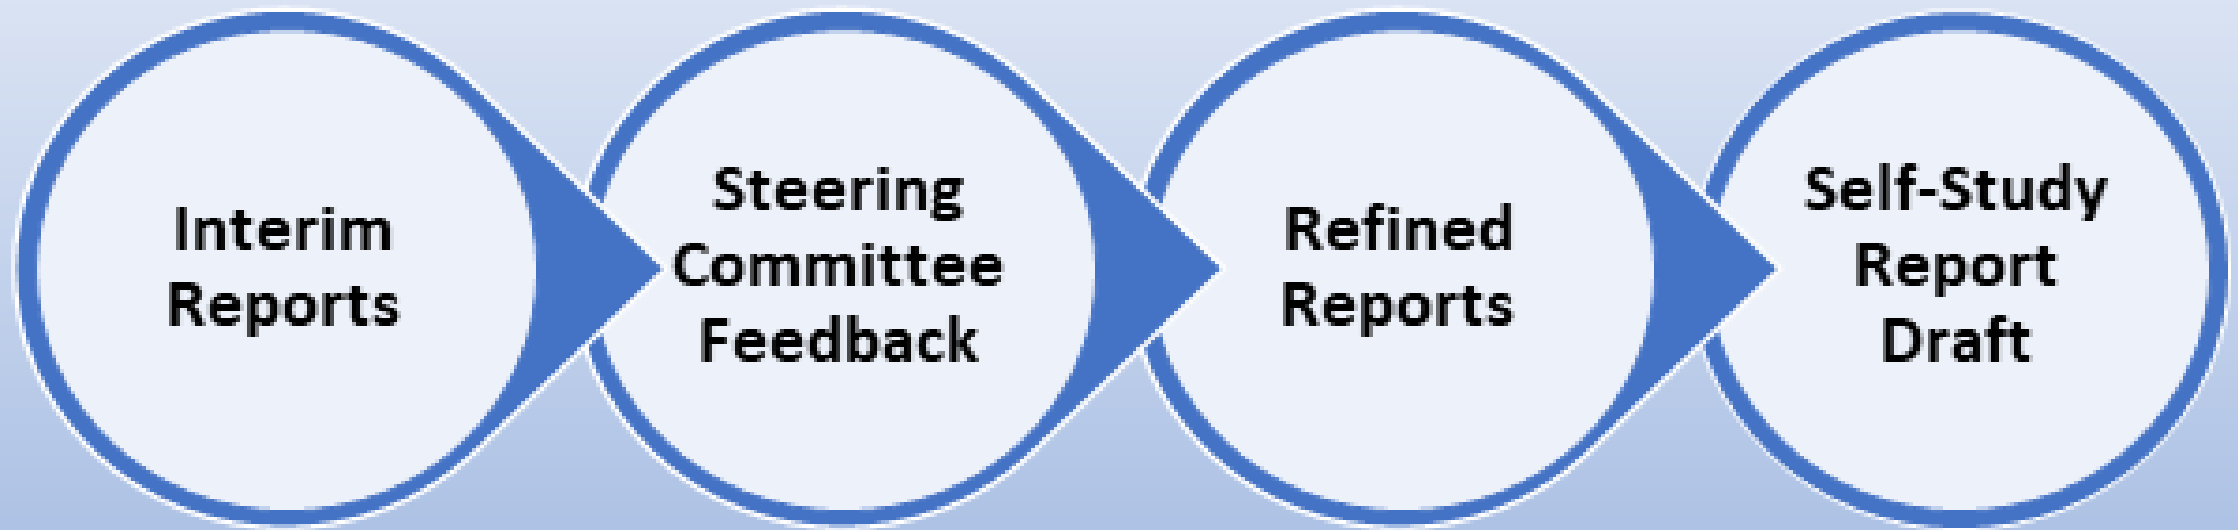 Interim
Reports
Steering
Committee
Feedback
Refined
Reports
Self-Study
Report
Draft